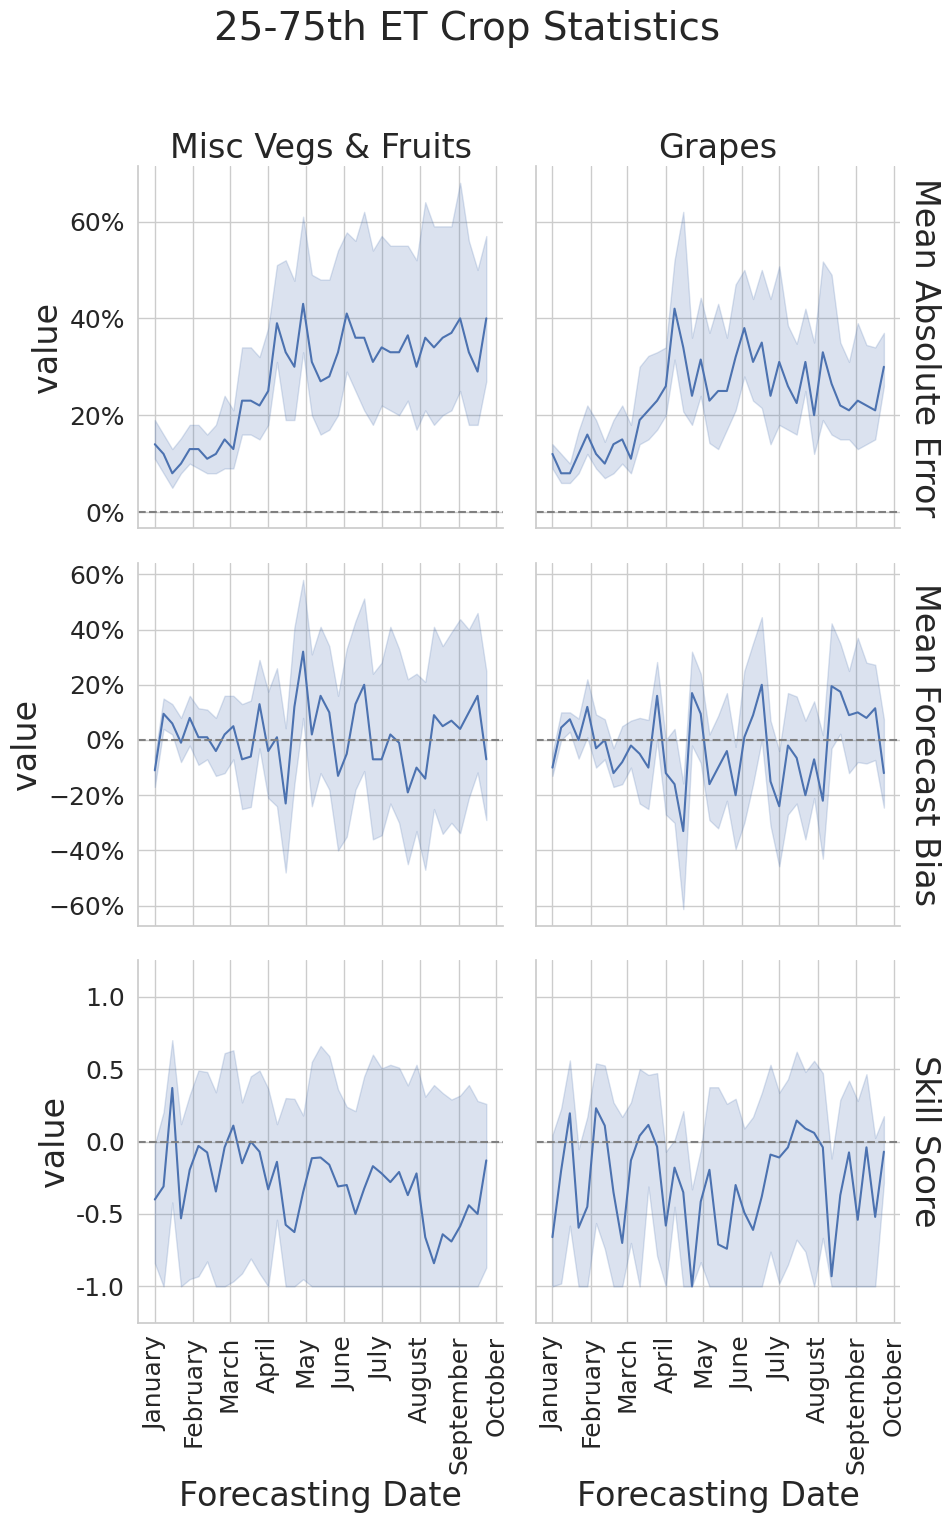 25-75th ET Crop Statistics
Misc Vegs & Fruits
Grapes
60%
40%
20%
0%
value
Mean Absolute Error
60%
40%
20%
0%
−20%
−40%
−60%
value
Mean Forecast Bias
1.0
0.5
0.0
-0.5
-1.0
value
Skill Score
January
February
March
April
May
June
July
August
September
October
January
February
March
April
May
June
July
August
September
October
Forecasting Date
Forecasting Date